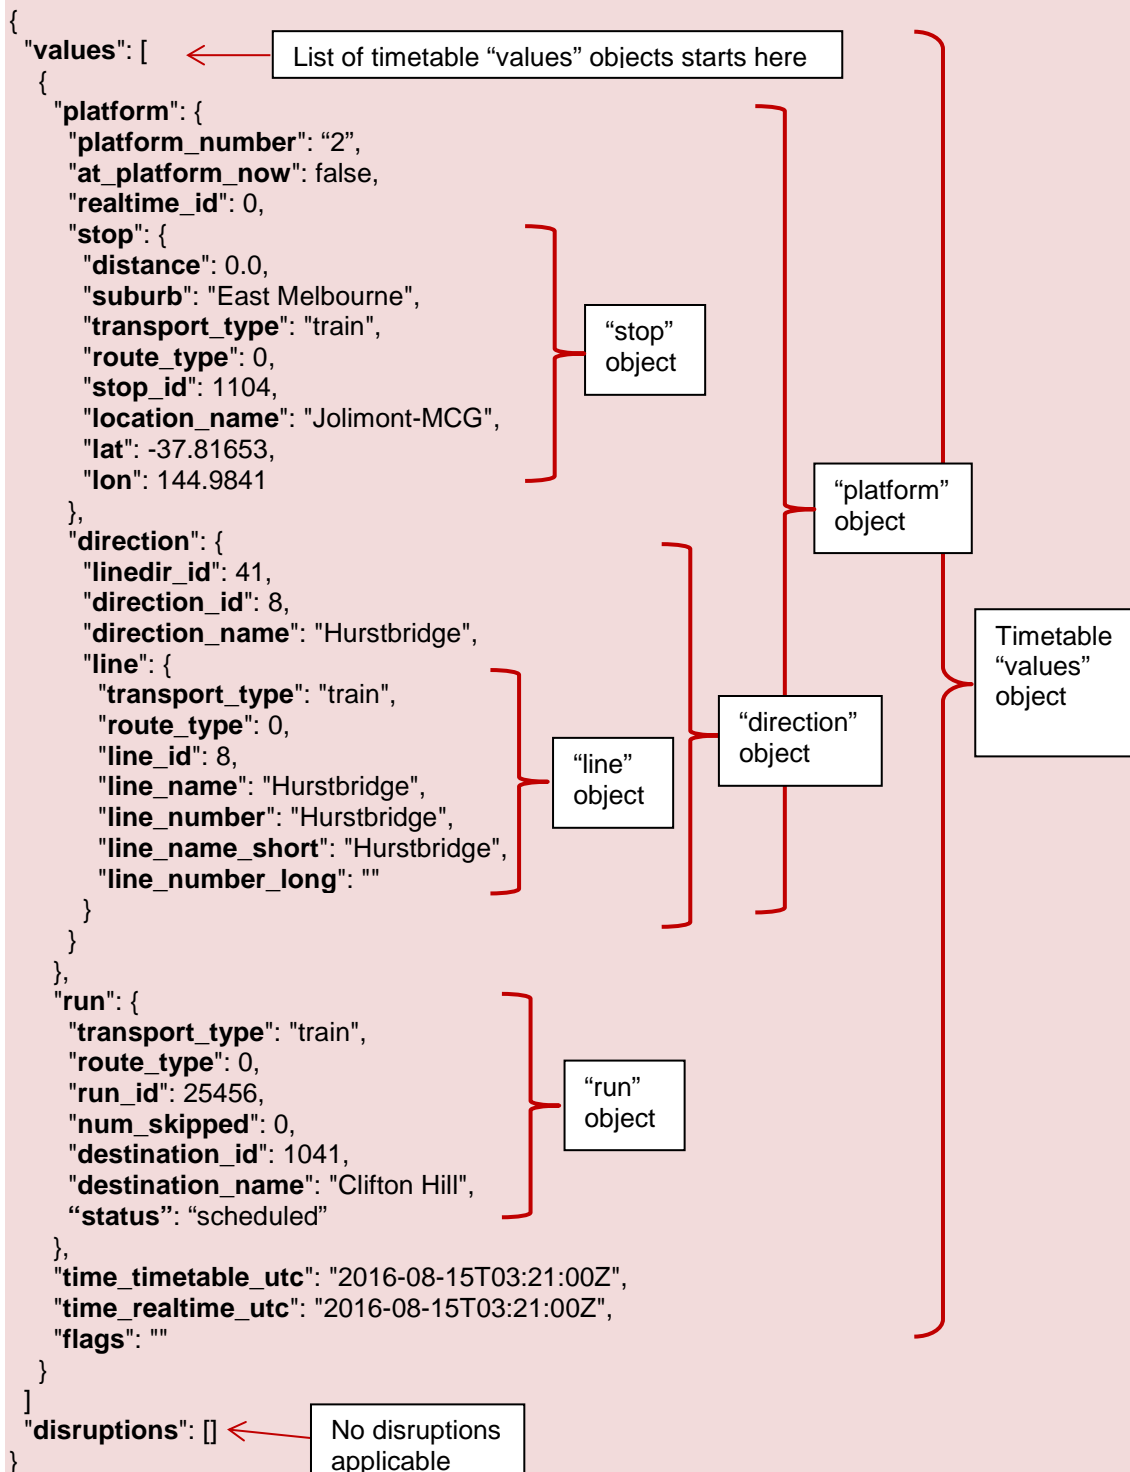 {
"values": [
List of timetable “values” objects starts here
{
"platform": {
"platform_number": “2”,
"at_platform_now": false,
"realtime_id": 0,
"stop": {
"distance": 0.0,
"suburb": "East Melbourne",
"transport_type": "train",
"route_type": 0,
"stop_id": 1104,
"location_name": "Jolimont-MCG",
"lat": -37.81653,
"lon": 144.9841
“stop”
object
},
“platform”
object
"direction": {
"linedir_id": 41,
"direction_id": 8,
"direction_name": "Hurstbridge",
"line": {
"transport_type": "train",
"route_type": 0,
"line_id": 8,
"line_name": "Hurstbridge",
"line_number": "Hurstbridge",
"line_name_short": "Hurstbridge",
"line_number_long": ""
“line”
object
“direction”
object
Timetable
“values”
object
}
}
},
"run": {
"transport_type": "train",
"route_type": 0,
"run_id": 25456,
"num_skipped": 0,
"destination_id": 1041,
"destination_name": "Clifton Hill",
“status”: “scheduled”
“run”
object
},
"time_timetable_utc": "2016-08-15T03:21:00Z",
"time_realtime_utc": "2016-08-15T03:21:00Z",
"flags": ""
}
]
"disruptions": []
No disruptions
applicable
}